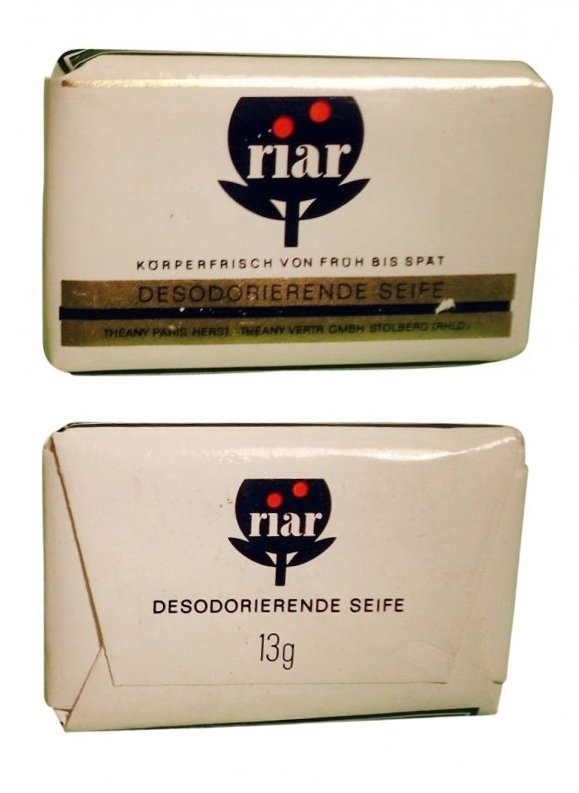 riar
KÖRPERFRISCH VON FRÜH BIS SPÄT
DESODORIERENDE SEIFE
THEANY PARIS HERST. THEANY VERTR. GMBH STOLBERG (RHLD).
riar
DESODORIERENDE SEIFE
13g